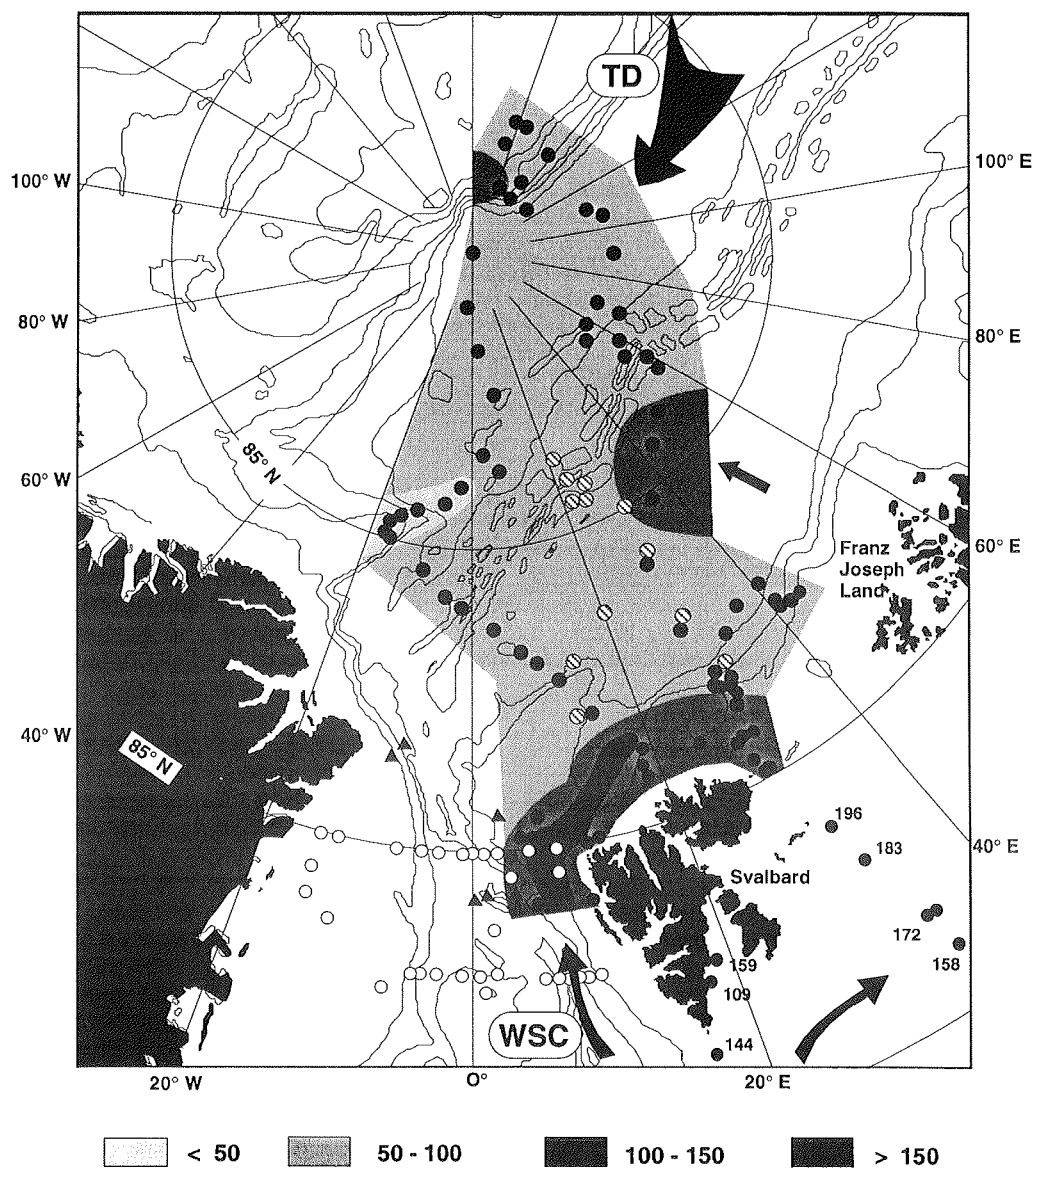 TD
100° E
100° W
80° W
80° E
85° N
60° W
60° E
Franz
Joseph
Land
40° W
85° N
196
183
40° E
Svalbard
172
158
159
109
WSC
144
20° W
0°
20° E
< 50
50 - 100
100 - 150
> 150